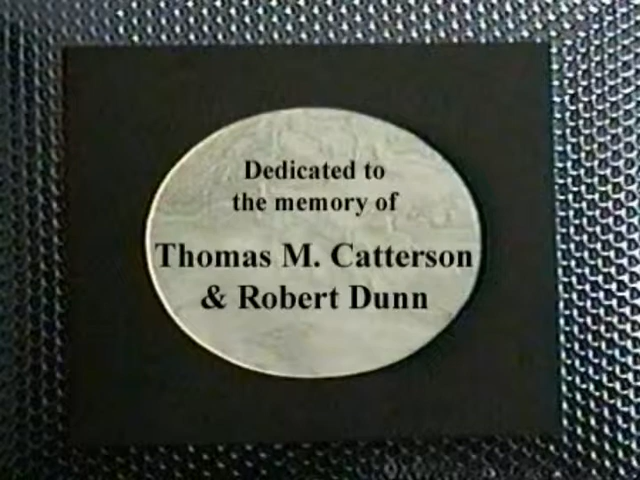 Dedicated to
the memory of
Thomas M. Catterson
& Robert Dunn